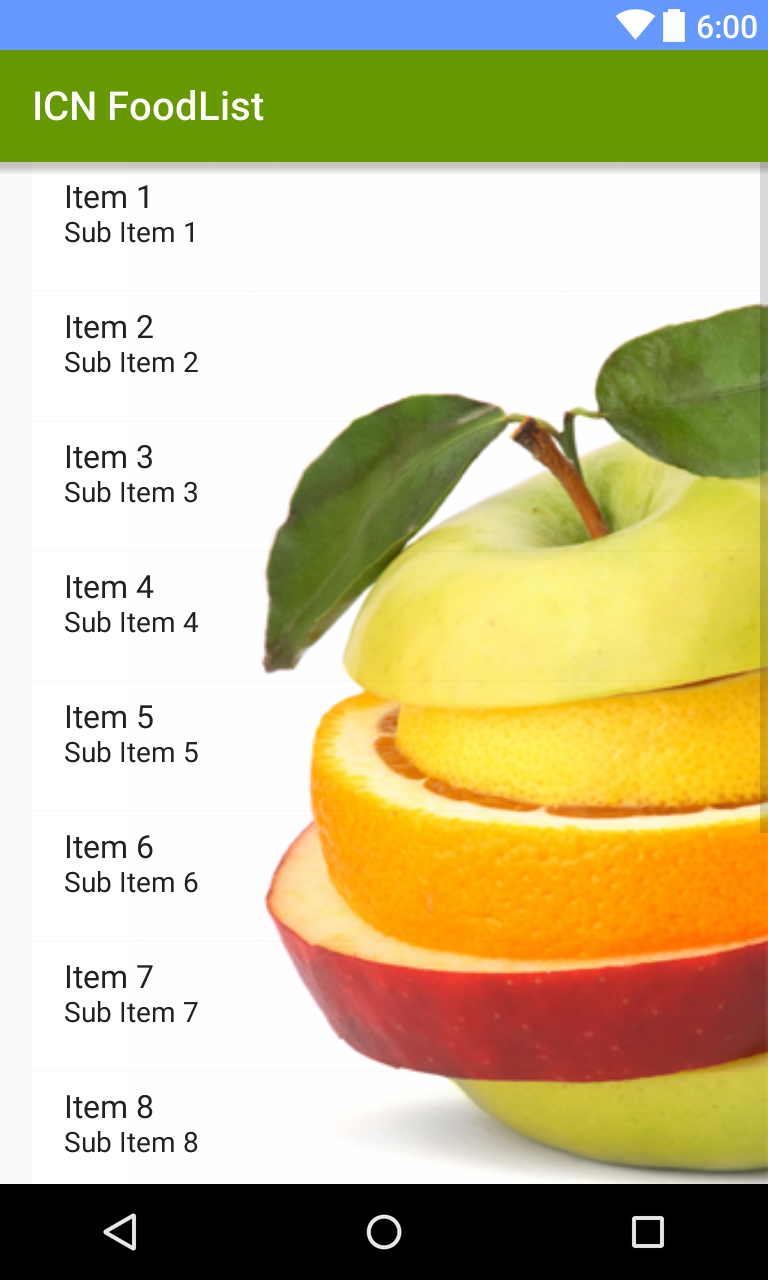 6:00
ICN FoodList
Item 1
Sub Item 1
Item 2
Sub Item 2
Item 3
Sub Item 3
Item 4
Sub Item 4
Item 5
Sub Item 5
Item 6
Sub Item 6
Item 7
Sub Item 7
Item 8
Sub Item 8